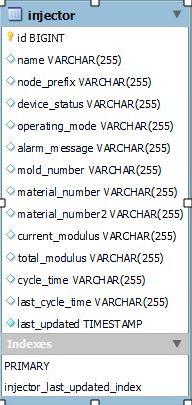 injector
id BIGINT
name VARCHAR(255)
node_prefix VARCHAR(255)
device_status VARCHAR(255)
operating_mode VARCHAR(255)
alarm_message VARCHAR(255)
mold_number VARCHAR(255)
material_number VARCHAR(255)
material_number2 VARCHAR(255)
current_modulus VARCHAR(255)
total_modulus VARCHAR(255)
cycle_time VARCHAR(255)
last_cycle_time VARCHAR(255)
last_updated TIMESTAMP
Indexes
PRIMARY
injector_last_updated_index